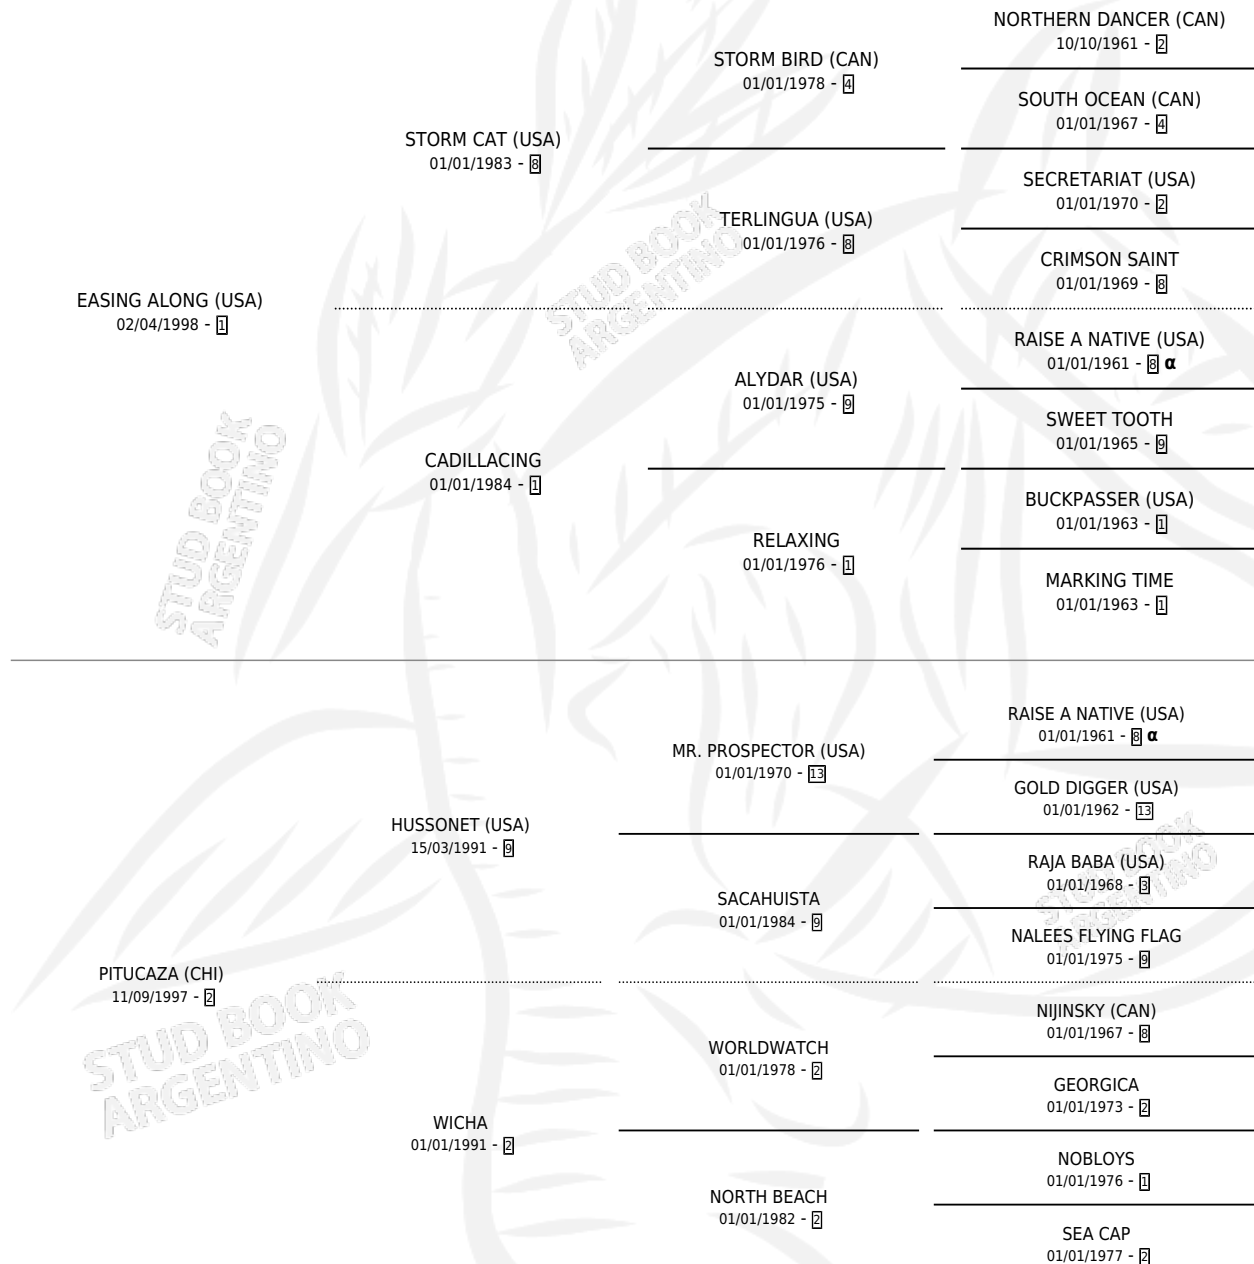 NORTHERN DANCER (CAN)
10/10/1961 - 2
STORM BIRD (CAN)
01/01/1978 - 4
SOUTH OCEAN (CAN)
01/01/1967 - 4
STORM CAT (USA)
01/01/1983 - 8
SECRETARIAT (USA)
01/01/1970 - 2
TERLINGUA (USA)
01/01/1976 - 8
CRIMSON SAINT
01/01/1969 - 8
STUD BOOK
ARGENTINO
EASING ALONG (USA)
02/04/1998 - 1
RAISE A NATIVE (USA)
01/01/1961 - 8 α
ALYDAR (USA)
01/01/1975 - 9
SWEET TOOTH
01/01/1965 - 9
CADILLACING
01/01/1984 - 1
BUCKPASSER (USA)
01/01/1963 - 1
RELAXING
01/01/1976 - 1
MARKING TIME
01/01/1963 - 1
STUD BOOK
ARGENTINO
RAISE A NATIVE (USA)
01/01/1961 - 8 α
MR. PROSPECTOR (USA)
01/01/1970 - 13
GOLD DIGGER (USA)
01/01/1962 - 13
HUSSONET (USA)
15/03/1991 - 9
RAJA BABA (USA)
01/01/1968 - 3
SACAHUISTA
01/01/1984 - 9
NALEES FLYING FLAG
01/01/1975 - 9
STUD BOOK
ARGENTINO
PITUCAZA (CHI)
11/09/1997 - 2
NIJINSKY (CAN)
01/01/1967 - 8
WORLDWATCH
01/01/1978 - 2
GEORGICA
01/01/1973 - 2
STUD BOOK
ARGENTINO
WICHA
01/01/1991 - 2
NOBLOYS
01/01/1976 - 1
NORTH BEACH
01/01/1982 - 2
SEA CAP
01/01/1977 - 2